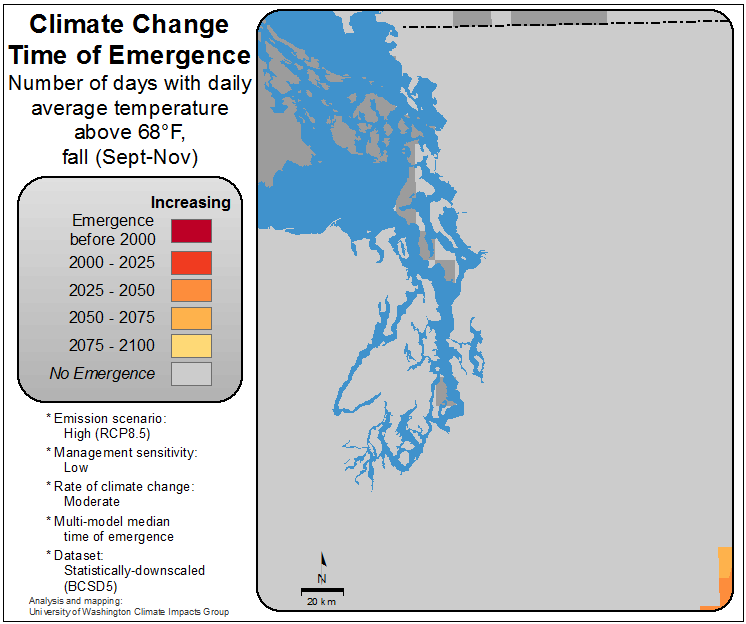 Climate Change
Time of Emergence
Number of days with daily
average temperature
above 68°F,
fall (Sept-Nov)
Increasing
Emergence
before 2000
2000 - 2025
2025 - 2050
2050 - 2075
2075 - 2100
No Emergence
* Emission scenario:
High (RCP8.5)
* Management sensitivity:
Low
* Rate of climate change:
Moderate
* Multi-model median
time of emergence
* Dataset:
Statistically-downscaled
(BCSD5)
Analysis and mapping:
University of Washington Climate Impacts Group
N
20 km